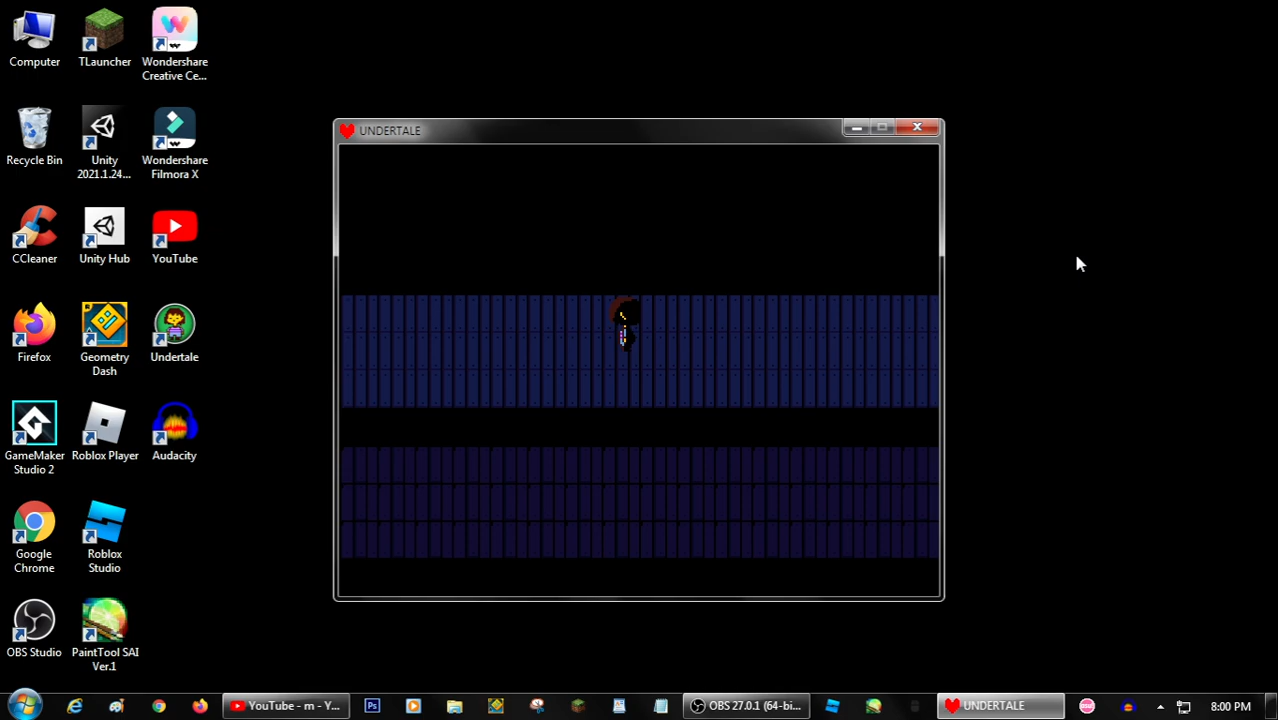 Computer
TLauncher
Wondershare
Creative Ce...
Recycle Bin
Unity
2021.1.24...
Wondershare
Filmora X
CCleaner
Unity Hub
YouTube
Firefox
Geometry
Dash
Undertale
GameMaker
Studio 2
Roblox Player
Audacity
Google
Chrome
Roblox
Studio
OBS Studio
PaintTool SAI
Ver.1
UNDERTALE
YouTube - m - Y...
Ps
OBS 27.0.1 (64-bi...
osu!
UNDERTALE
8:00 PM